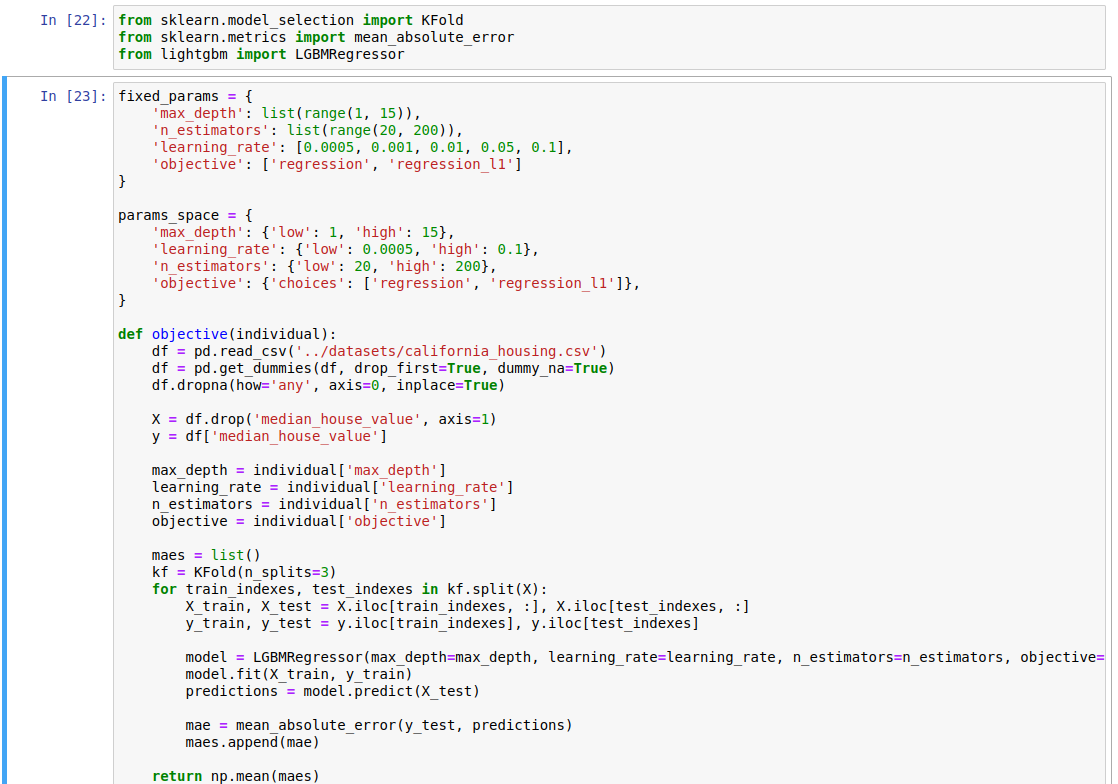 In [22]: from sklearn.model_selection import KFold
from sklearn.metrics import mean_absolute_error
from lightgbm import LGBMRegressor
In [23]: fixed_params = {
    'max_depth': list(range(1, 15)),
    'n_estimators': list(range(20, 200)),
    'learning_rate': [0.0005, 0.001, 0.01, 0.05, 0.1],
    'objective': ['regression', 'regression_l1']
}
params_space = {
    'max_depth': {'low': 1, 'high': 15},
    'learning_rate': {'low': 0.0005, 'high': 0.1},
    'n_estimators': {'low': 20, 'high': 200},
    'objective': {'choices': ['regression', 'regression_l1']},
}
def objective(individual):
    df = pd.read_csv('../datasets/california_housing.csv')
    df = pd.get_dummies(df, drop_first=True, dummy_na=True)
    df.dropna(how='any', axis=0, inplace=True)
    X = df.drop('median_house_value', axis=1)
    y = df['median_house_value']
    max_depth = individual['max_depth']
    learning_rate = individual['learning_rate']
    n_estimators = individual['n_estimators']
    objective = individual['objective']
    maes = list()
    kf = KFold(n_splits=3)
    for train_indexes, test_indexes in kf.split(X):
        X_train, X_test = X.iloc[train_indexes, :], X.iloc[test_indexes, :]
        y_train, y_test = y.iloc[train_indexes], y.iloc[test_indexes]
        model = LGBMRegressor(max_depth=max_depth, learning_rate=learning_rate, n_estimators=n_estimators, objective=
        model.fit(X_train, y_train)
        predictions = model.predict(X_test)
        mae = mean_absolute_error(y_test, predictions)
        maes.append(mae)
    return np.mean(maes)